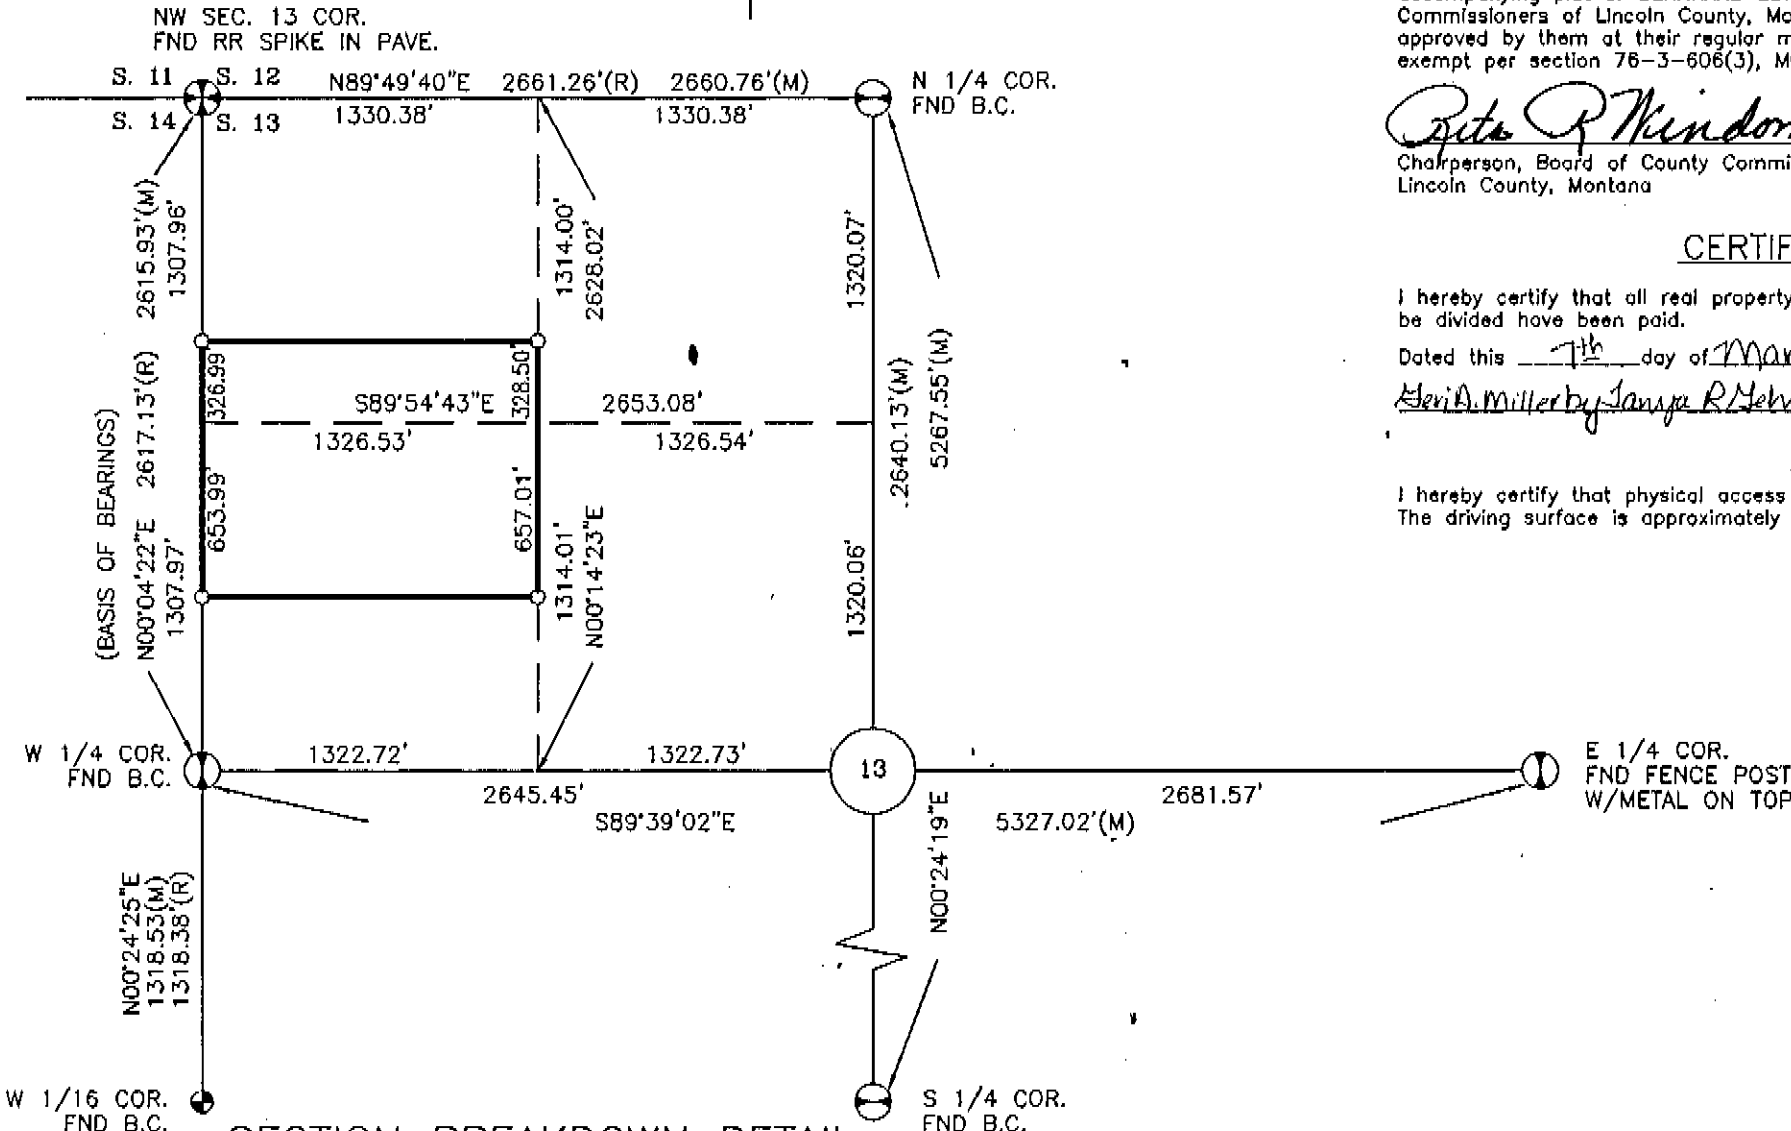 NW SEC. 13 COR.
FND RR SPIKE IN PAVE.
S. 11 S. 12
S. 14 S. 13
N89°49'40"E 2661.26'(R) 2660.76'(M)
1330.38' 1330.38'
N 1/4 COR.
FND B.C.
2615.93'(M)
1307.96'
1314.00'
2628.02'
1320.07'
(BASIS OF BEARINGS)
N00°04'22"E 2617.13'(R)
1307.97'
326.99'
653.99'
328.50'
657.01'
S89°54'43"E 2653.08'
1326.53' 1326.54'
2640.13'(M)
5267.55'(M)
1314.01'
N00°14'23"E
1320.06'
W 1/4 COR.
FND B.C.
1322.72' 1322.73'
13
2645.45'
S89°39'02"E
2681.57'
5327.02'(M)
E 1/4 COR.
FND FENCE POST
W/METAL ON TOP
N00°24'25"E
1318.53(M)
1318.38'(R)
N00°24'19"E
W 1/16 COR.
FND B.C.
S 1/4 COR.
FND B.C.
SECTION BREAKDOWN DETAIL
Commissioners of Lincoln County, Mo
approved by them at their regular m
exempt per section 76-3-606(3), M
Rita R Windom
Chairperson, Board of County Commi
Lincoln County, Montana
CERTIF
I hereby certify that all real property
be divided have been paid.
Dated this 7th day of Mar
Geri A. Miller by
I hereby certify that physical access
The driving surface is approximately